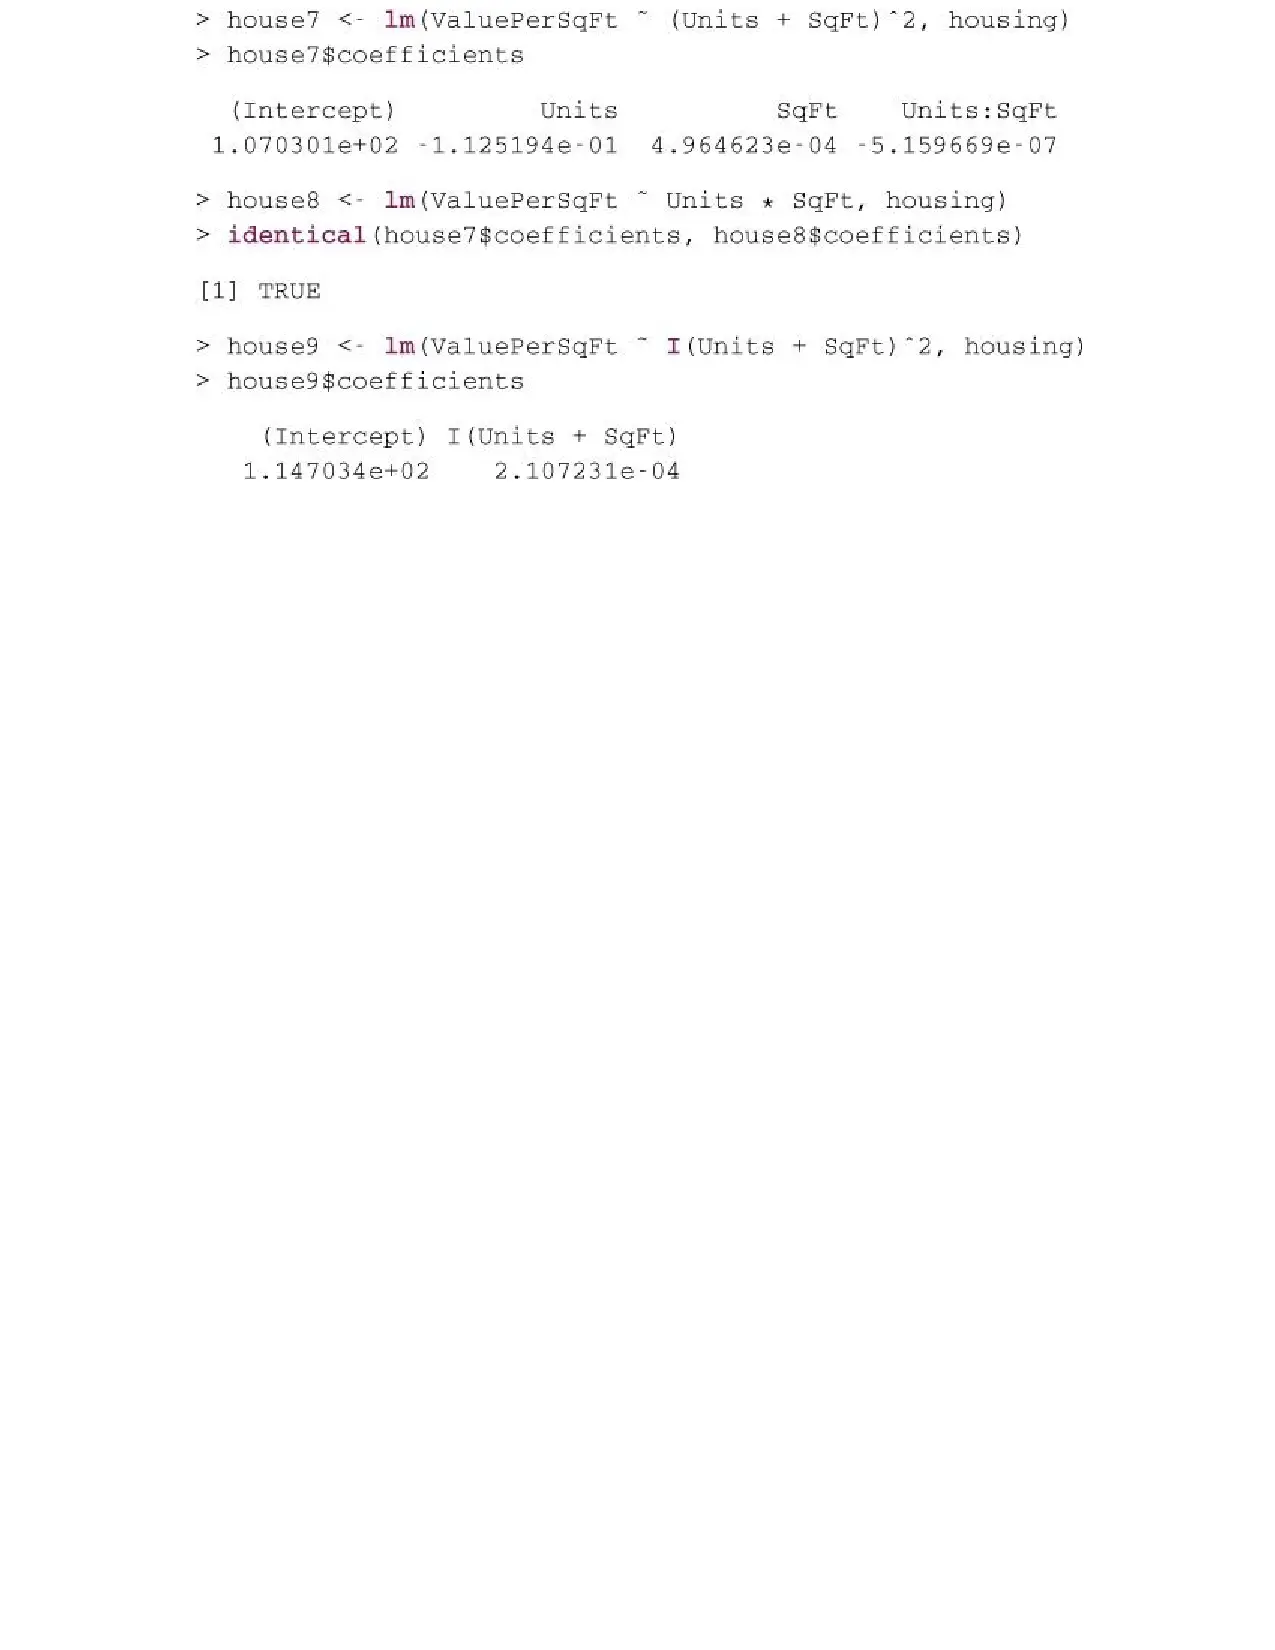 > house7 <- lm(ValuePerSqFt ~ (Units + SqFt)^2, housing)
> house7$coefficients
(Intercept) Units SqFt Units:SqFt
1.070301e+02 -1.125194e-01 4.964623e-04 -5.159669e-07
> house8 <- lm(ValuePerSqFt ~ Units * SqFt, housing)
> identical(house7$coefficients, house8$coefficients)
[1] TRUE
> house9 <- lm(ValuePerSqFt ~ I(Units + SqFt)^2, housing)
> house9$coefficients
(Intercept) I(Units + SqFt)
1.147034e+02 2.107231e-04